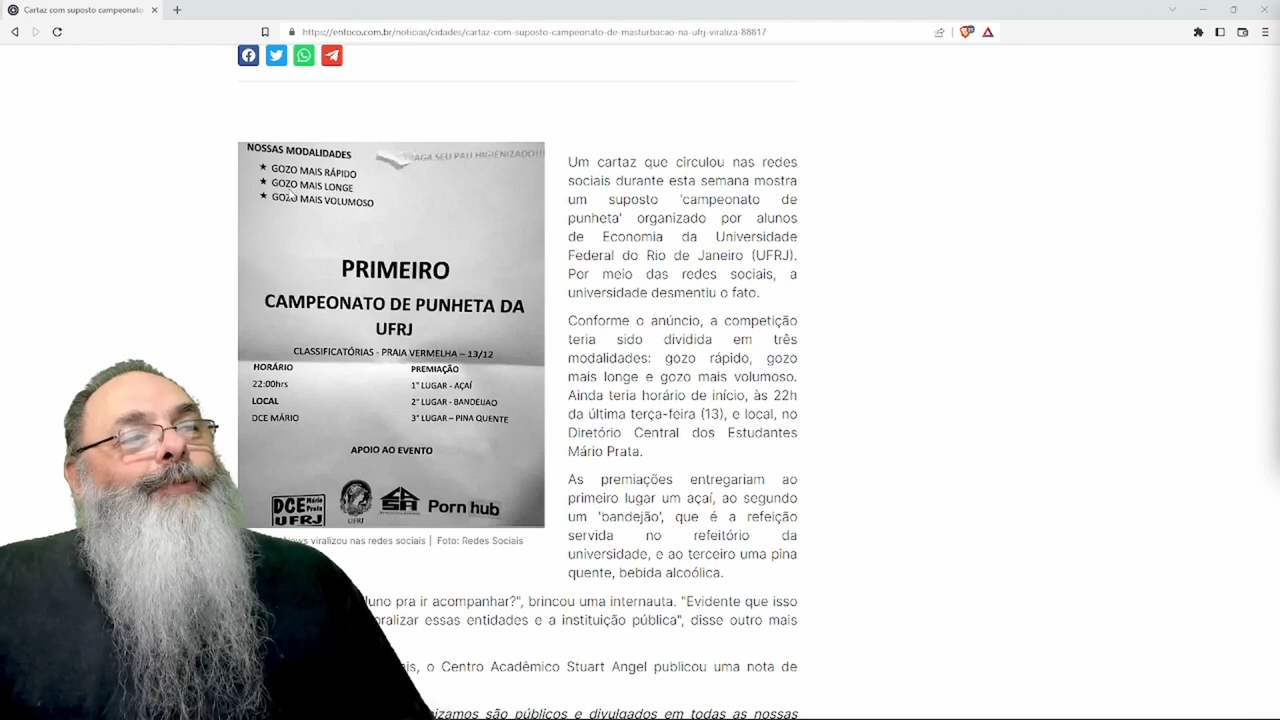 Cartaz com suposto campeonato
https://enfoco.com.br/noticias/cidades/cartaz-com-suposto-campeonato-de-masturbacao-na-ufrj-viraliza-88817
NOSSAS MODALIDADES
SEU PAU HIGIENIZADO!!!
★ GOZO MAIS RÁPIDO
★ GOZO MAIS LONGE
★ GOZO MAIS VOLUMOSO
PRIMEIRO
CAMPEONATO DE PUNHETA DA
UFRJ
CLASSIFICATÓRIAS - PRAIA VERMELHA – 13/12
HORÁRIO
22:00hrs
LOCAL
DCE MÁRIO
PREMIAÇÃO
1° LUGAR - AÇAÍ
2° LUGAR - BANDEIJAO
3° LUGAR – PINA QUENTE
APOIO AO EVENTO
DCE Mário Prata
UFRJ
UFRJ
Porn hub
viralizou nas redes sociais | Foto: Redes Sociais
Um cartaz que circulou nas redes
sociais durante esta semana mostra
um suposto 'campeonato de
punheta' organizado por alunos
de Economia da Universidade
Federal do Rio de Janeiro (UFRJ).
Por meio das redes sociais, a
universidade desmentiu o fato.
Conforme o anúncio, a competição
teria sido dividida em três
modalidades: gozo rápido, gozo
mais longe e gozo mais volumoso.
Ainda teria horário de início, às 22h
da última terça-feira (13), e local, no
Diretório Central dos Estudantes
Mário Prata.
As premiações entregariam ao
primeiro lugar um açaí, ao segundo
um 'bandejão', que é a refeição
servida no refeitório da
universidade, e ao terceiro uma pina
quente, bebida alcoólica.
pra ir acompanhar?", brincou uma internauta. "Evidente que isso
essas entidades e a instituição pública", disse outro mais
o Centro Acadêmico Stuart Angel publicou uma nota de
são públicos e divulgados em todas as nossas